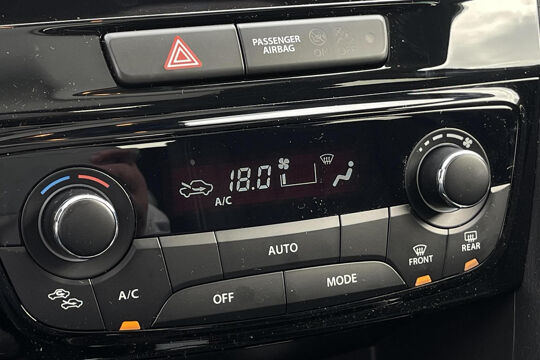 PASSENGER
AIRBAG
18.0
A/C
AUTO
A/C
OFF
MODE
FRONT
REAR